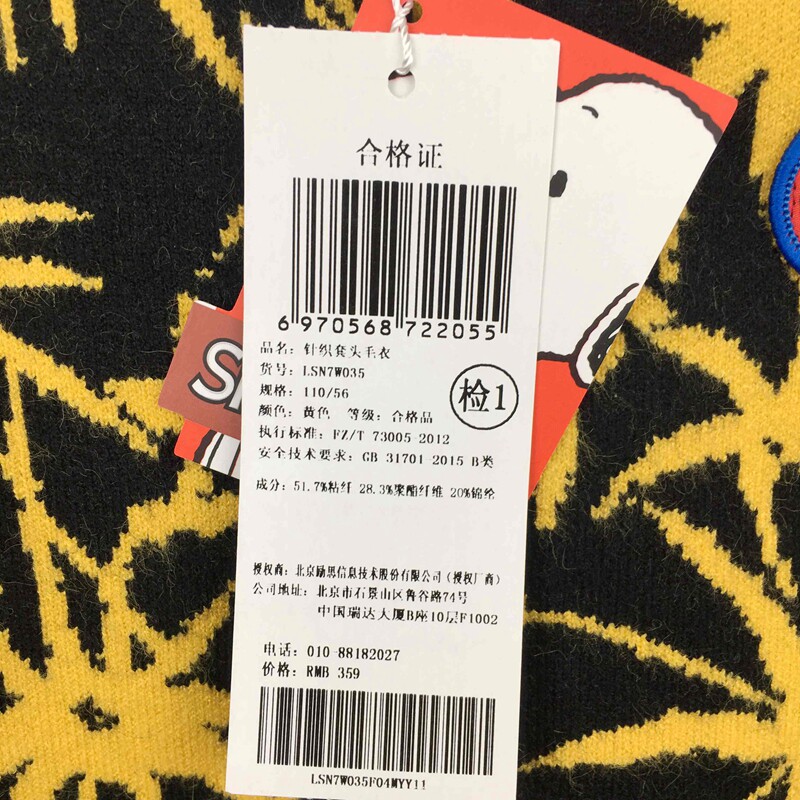 合格证
6 970568 722055
品名: 针织套头毛衣
货号: LSN7W035
规格: 110/56
检1
颜色: 黄色 等级: 合格品
执行标准: FZ/T 73005-2012
安全技术要求: GB 31701-2015 B类
成分: 51.7%粘纤 28.3%聚酯纤维 20%锦纶
授权商: 北京励思信息技术股份有限公司(授权厂商)
公司地址: 北京市石景山区鲁谷路74号
中国瑞达大厦B座10层F1002
电话: 010-88182027
价格: RMB 359
LSN7W035F04MYY11